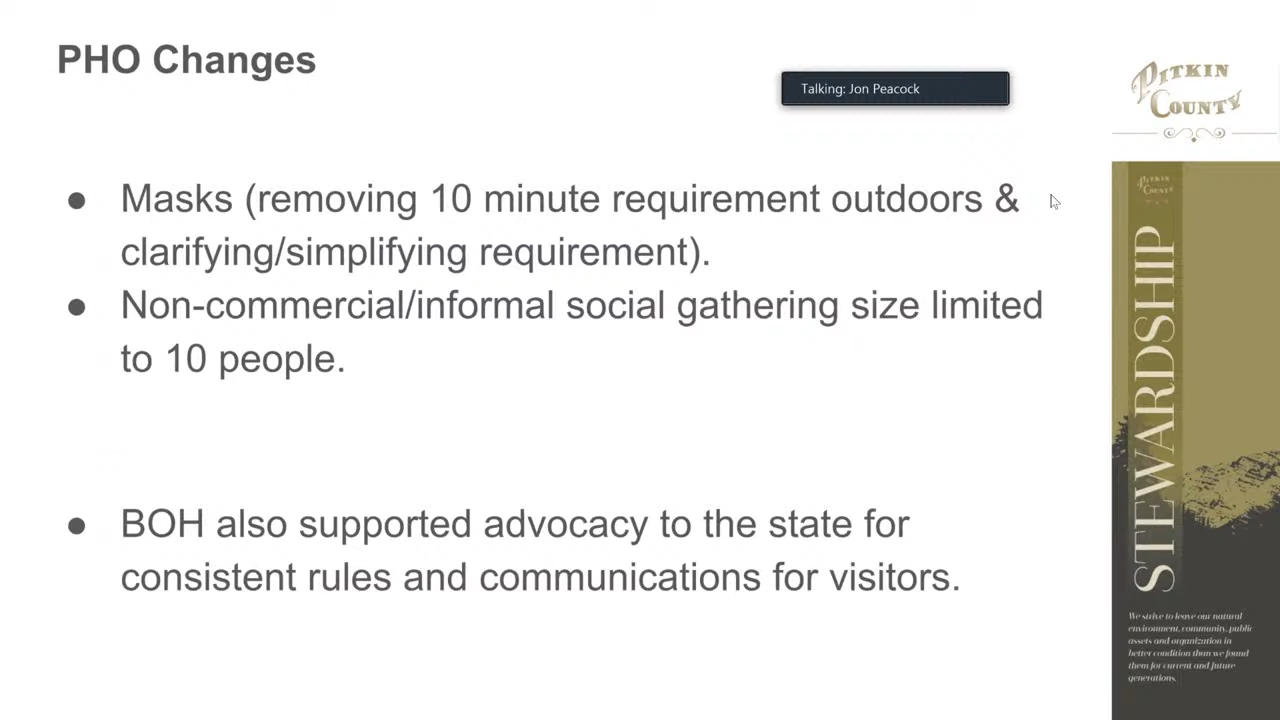 PHO Changes
Talking: Jon Peacock
PITKIN
COUNTY
● Masks (removing 10 minute requirement outdoors &
clarifying/simplifying requirement).
● Non-commercial/informal social gathering size limited
to 10 people.
● BOH also supported advocacy to the state for
consistent rules and communications for visitors.
PITKIN
COUNTY
STEWARDSHIP
We strive to leave our natural
environment, community, public
assets and organization in
better condition than we found
them for current and future
generations.